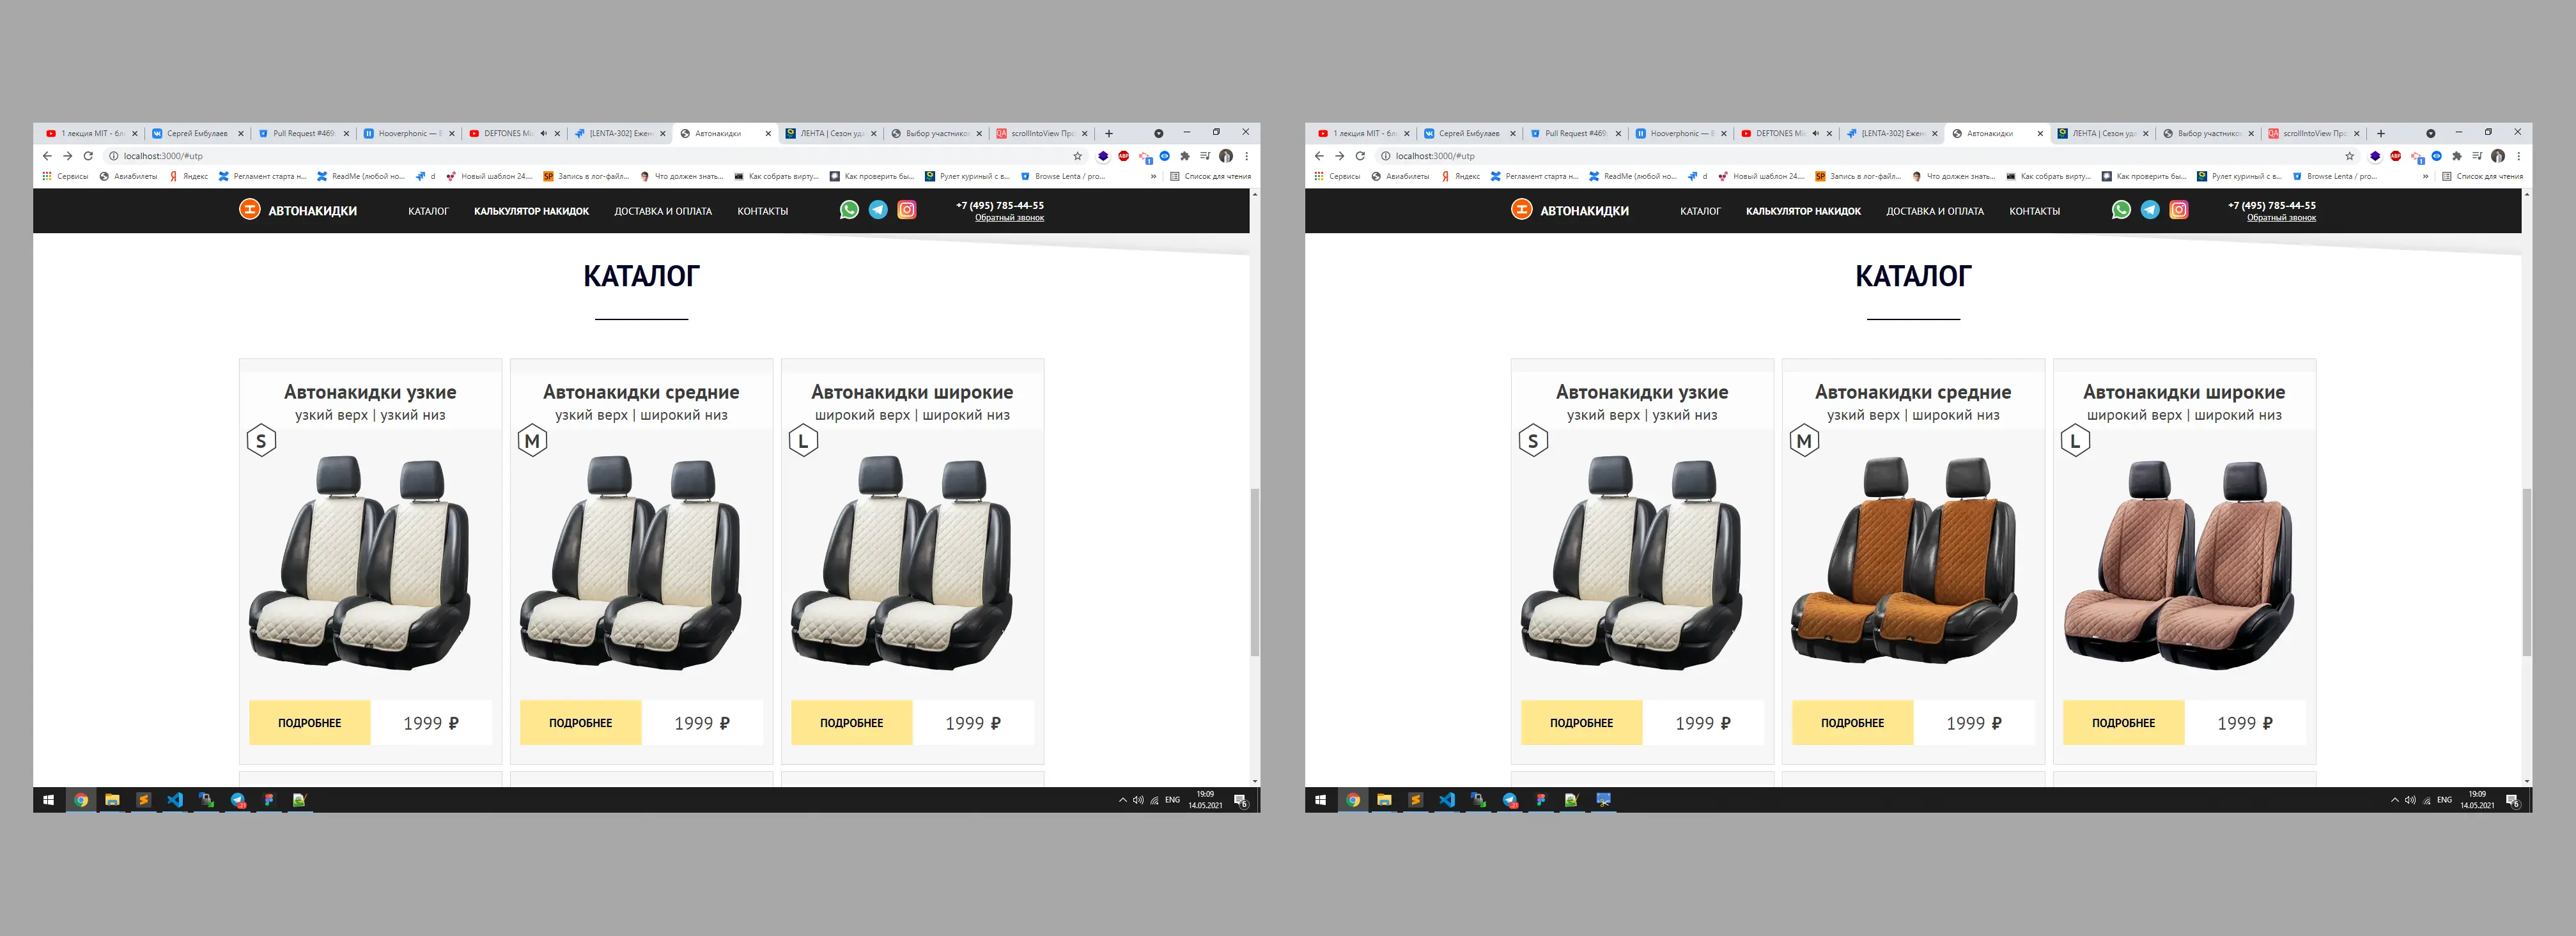 1 лекция MIT - бл
Сергей Ембулаев
Pull Request #469:
Hooverphonic — E
DEFTONES Mi
[LENTA-302] Ежен
Автонакидки
ЛЕНТА | Сезон уда
Выбор участников
scrollIntoView Про
localhost:3000/#utp
Сервисы
Авиабилеты
Яндекс
Регламент старта н...
ReadMe (любой но...
d
Новый шаблон 24....
Запись в лог-файл...
Что должен знать...
Как собрать вирту...
Как проверить бы...
Рулет куриный с в...
Browse Lenta / pro...
»
Список для чтения
АВТОНАКИДКИ
КАТАЛОГ
КАЛЬКУЛЯТОР НАКИДОК
ДОСТАВКА И ОПЛАТА
КОНТАКТЫ
+7 (495) 785-44-55
Обратный звонок
КАТАЛОГ
Автонакидки узкие
узкий верх | узкий низ
S
ПОДРОБНЕЕ
1999 ₽
Автонакидки средние
узкий верх | широкий низ
M
ПОДРОБНЕЕ
1999 ₽
Автонакидки широкие
широкий верх | широкий низ
L
ПОДРОБНЕЕ
1999 ₽
ENG
19:09
14.05.2021
1 лекция MIT - бл
Сергей Ембулаев
Pull Request #469:
Hooverphonic — E
DEFTONES Mi
[LENTA-302] Ежен
Автонакидки
ЛЕНТА | Сезон уда
Выбор участников
scrollIntoView Про
localhost:3000/#utp
Сервисы
Авиабилеты
Яндекс
Регламент старта н...
ReadMe (любой но...
d
Новый шаблон 24....
Запись в лог-файл...
Что должен знать...
Как собрать вирту...
Как проверить бы...
Рулет куриный с в...
Browse Lenta / pro...
»
Список для чтения
АВТОНАКИДКИ
КАТАЛОГ
КАЛЬКУЛЯТОР НАКИДОК
ДОСТАВКА И ОПЛАТА
КОНТАКТЫ
+7 (495) 785-44-55
Обратный звонок
КАТАЛОГ
Автонакидки узкие
узкий верх | узкий низ
S
ПОДРОБНЕЕ
1999 ₽
Автонакидки средние
узкий верх | широкий низ
M
ПОДРОБНЕЕ
1999 ₽
Автонакидки широкие
широкий верх | широкий низ
L
ПОДРОБНЕЕ
1999 ₽
ENG
19:09
14.05.2021